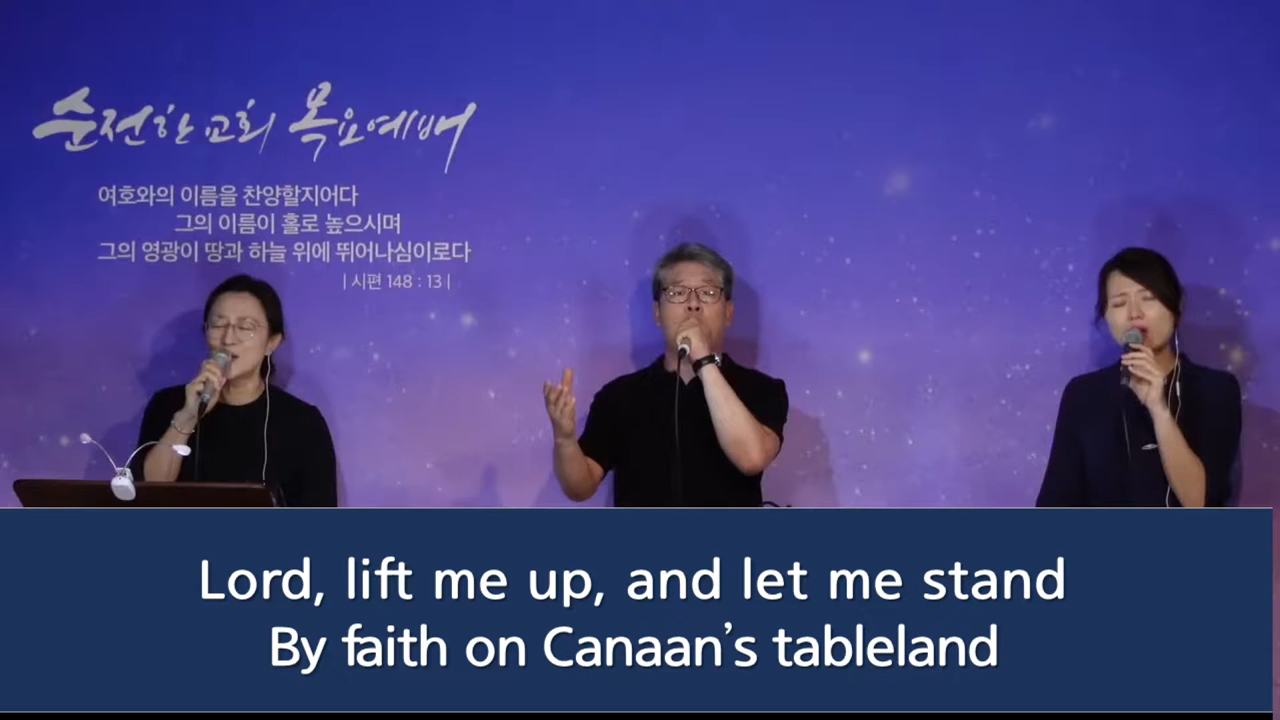 순전한 교회 목요예배
여호와의 이름을 찬양할지어다
그의 이름이 홀로 높으시며
그의 영광이 땅과 하늘 위에 뛰어나심이로다
| 시편 148 : 13 |
Lord, lift me up, and let me stand
By faith on Canaan's tableland